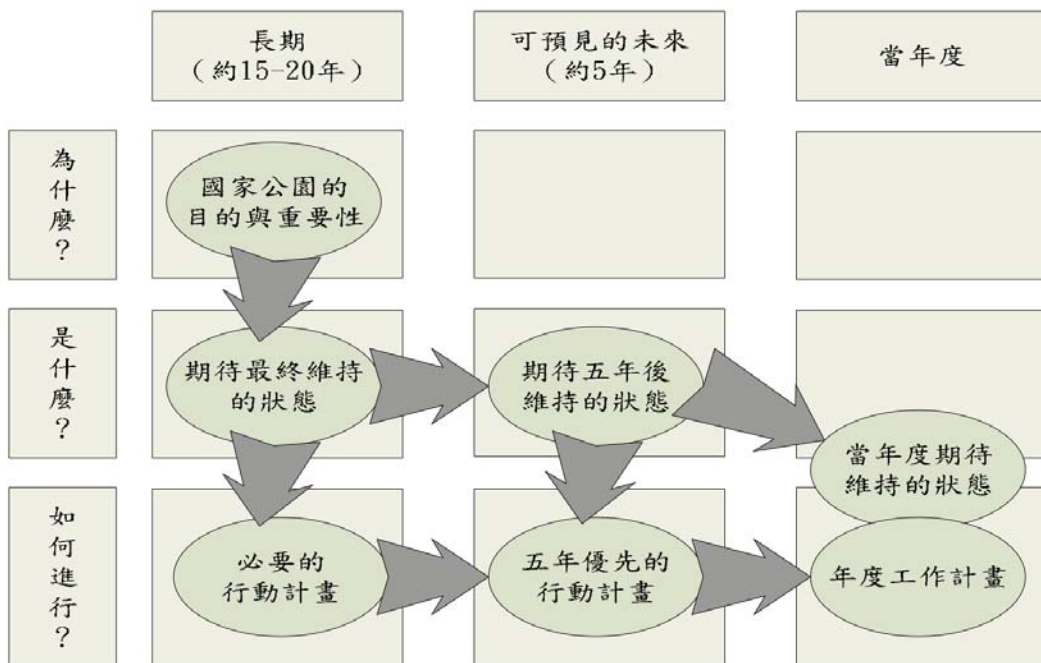 長期
（約15-20年）
可預見的未來
（約5年）
當年度
為什麼？
國家公園的
目的與重要性
是什麼？
期待最終維持
的狀態
期待五年後
維持的狀態
當年度期待
維持的狀態
如何進行？
必要的
行動計畫
五年優先的
行動計畫
年度工作計畫